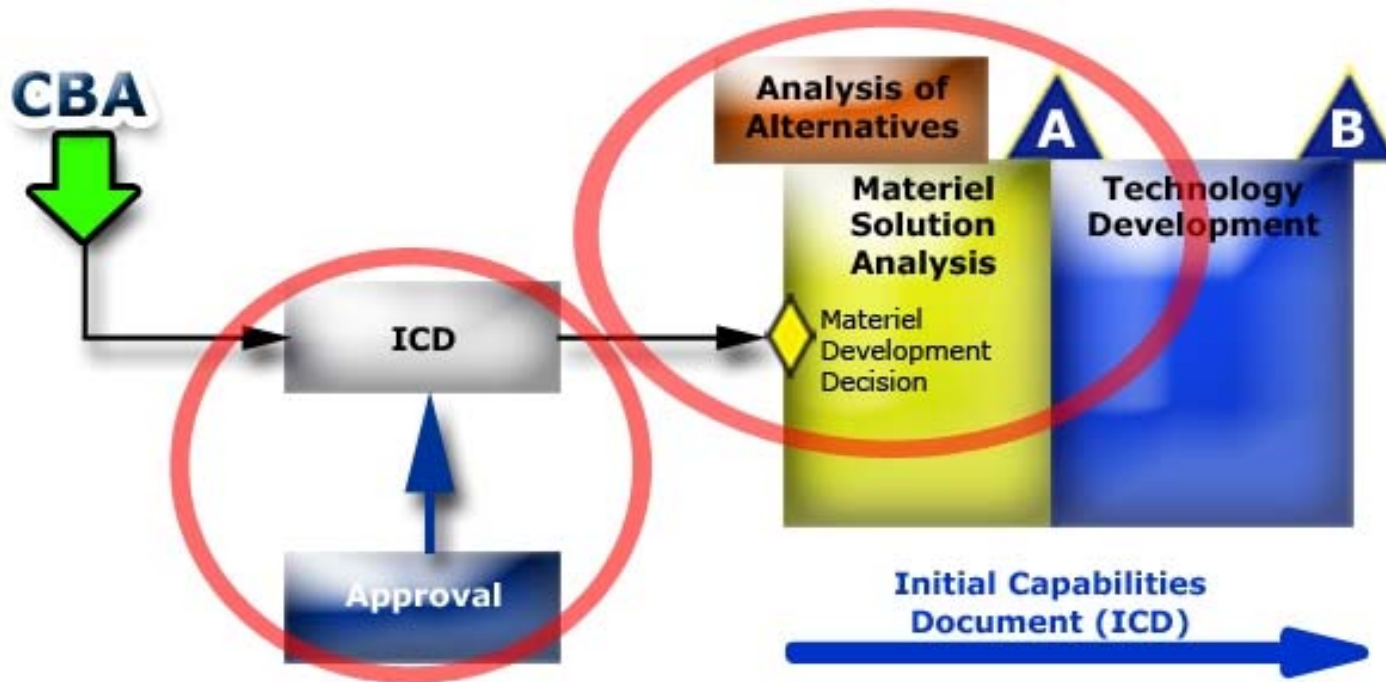 CBA
Analysis of
Alternatives
A
B
Materiel
Solution
Analysis
Technology
Development
ICD
Materiel
Development
Decision
Approval
Initial Capabilities
Document (ICD)